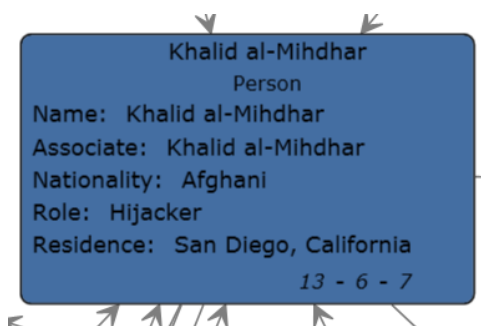 Khalid al-Mihdhar
Person
Name: Khalid al-Mihdhar
Associate: Khalid al-Mihdhar
Nationality: Afghani
Role: Hijacker
Residence: San Diego, California
13 - 6 - 7